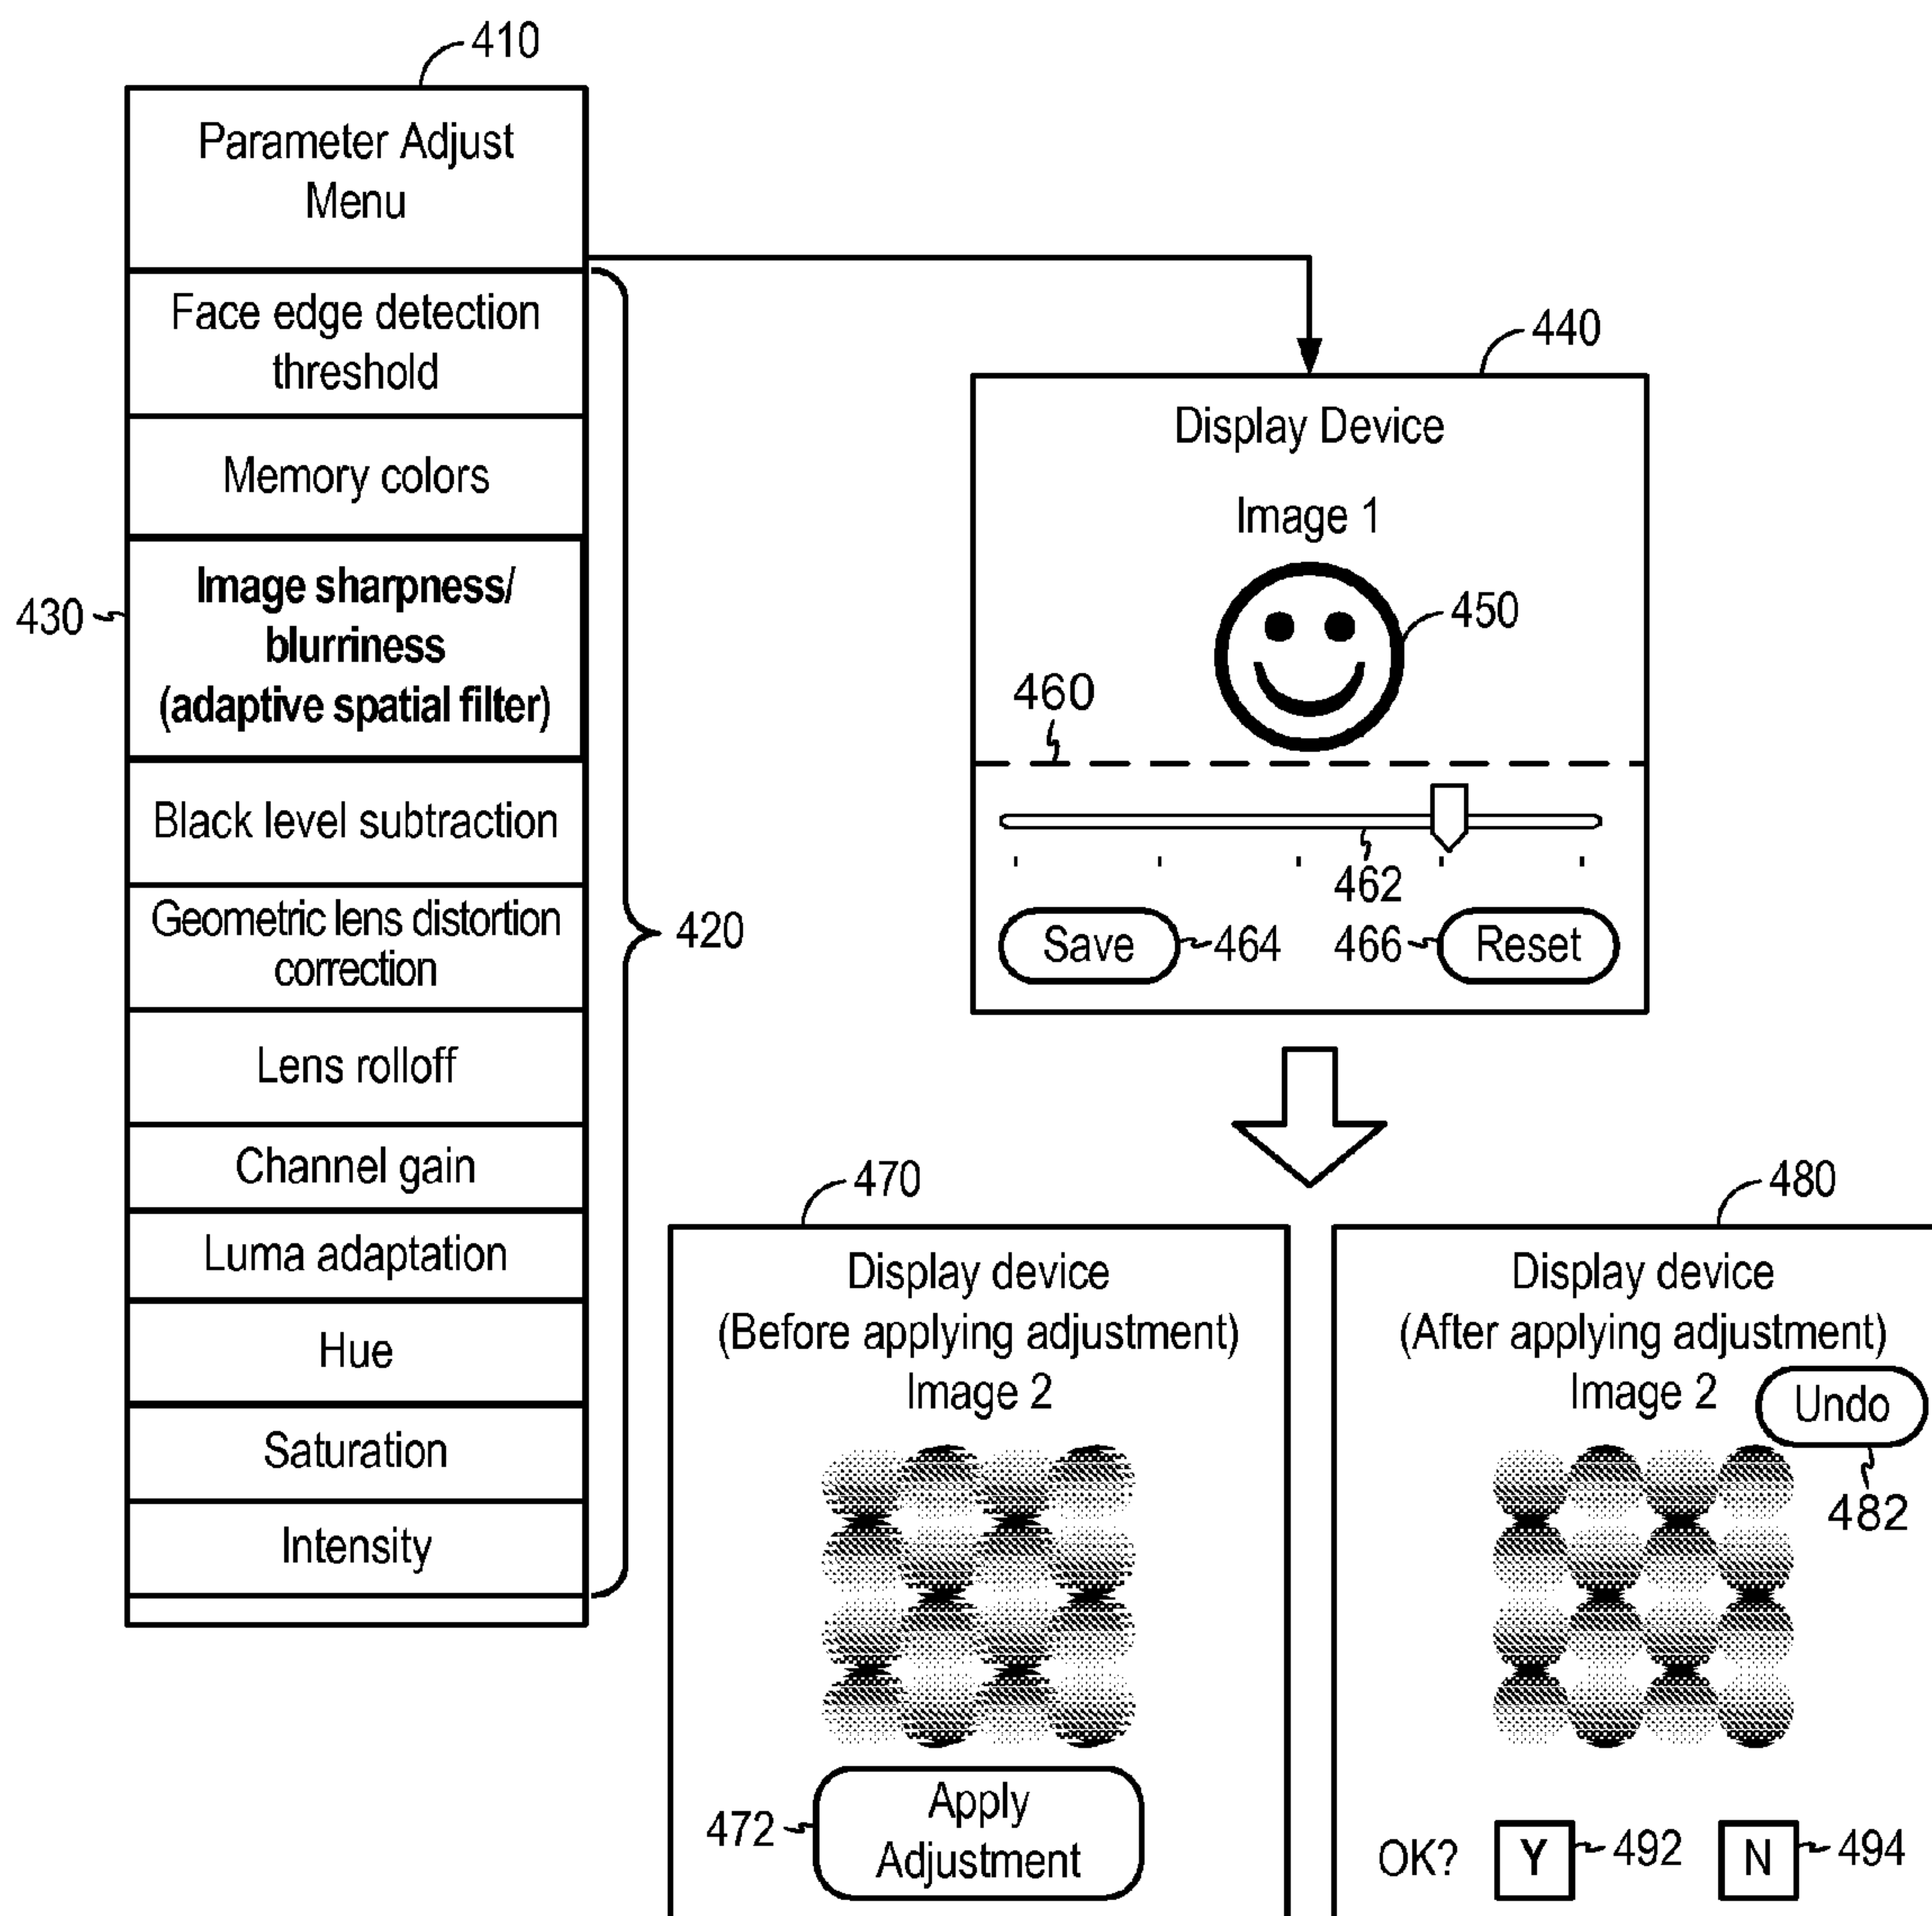 410
Parameter Adjust
Menu
Face edge detection
threshold
Memory colors
430
Image sharpness/
blurriness
(adaptive spatial filter)
Black level subtraction
Geometric lens distortion
correction
420
Lens rolloff
Channel gain
Luma adaptation
Hue
Saturation
Intensity
440
Display Device
Image 1
450
460
462
Save
464
466
Reset
470
Display device
(Before applying adjustment)
Image 2
472
Apply
Adjustment
480
Display device
(After applying adjustment)
Image 2
Undo
482
OK?
Y
492
N
494